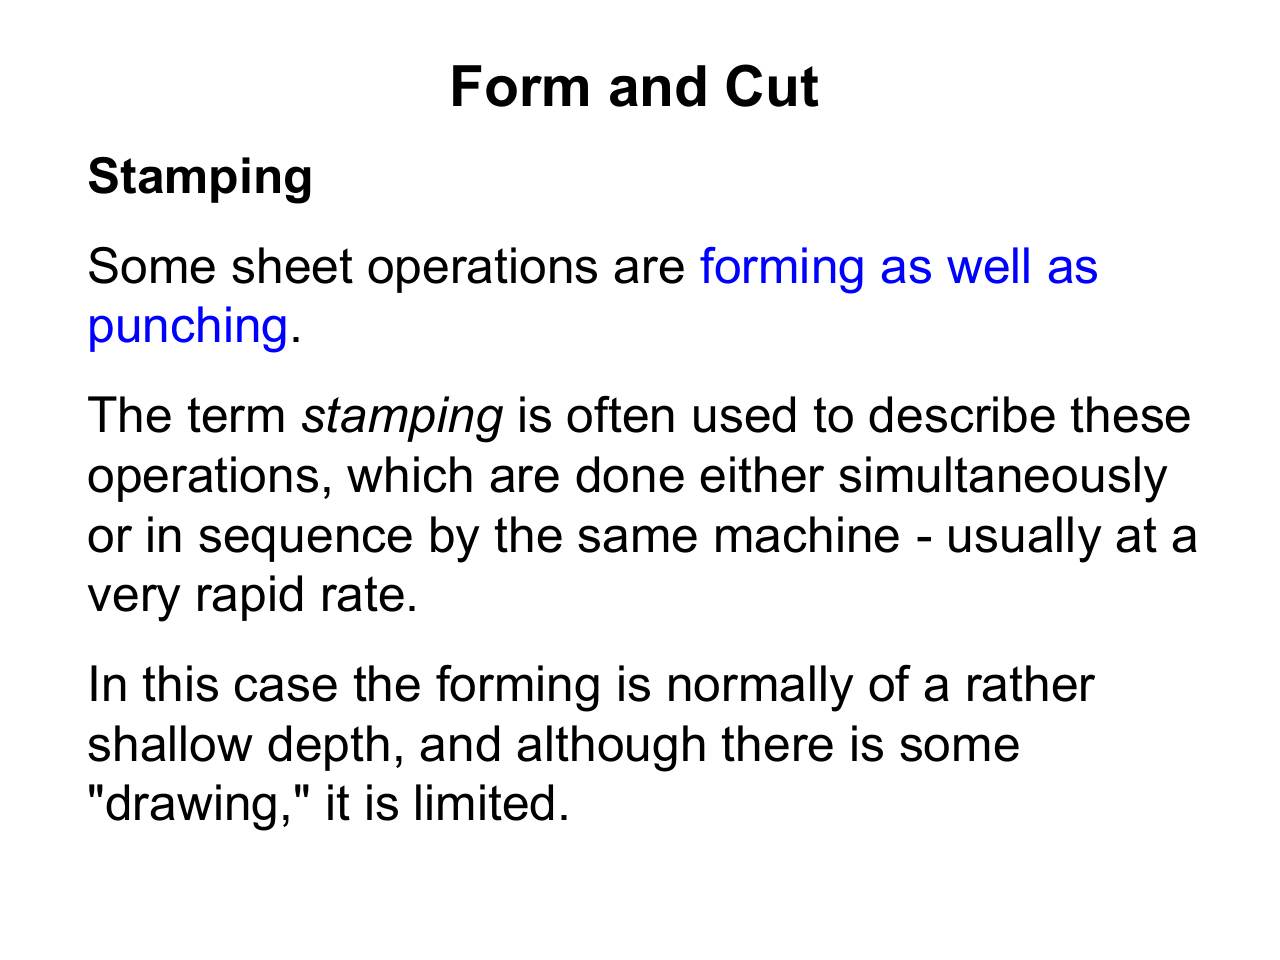 Form and Cut
Stamping
Some sheet operations are forming as well as
punching.
The term stamping is often used to describe these
operations, which are done either simultaneously
or in sequence by the same machine - usually at a
very rapid rate.
In this case the forming is normally of a rather
shallow depth, and although there is some
"drawing," it is limited.